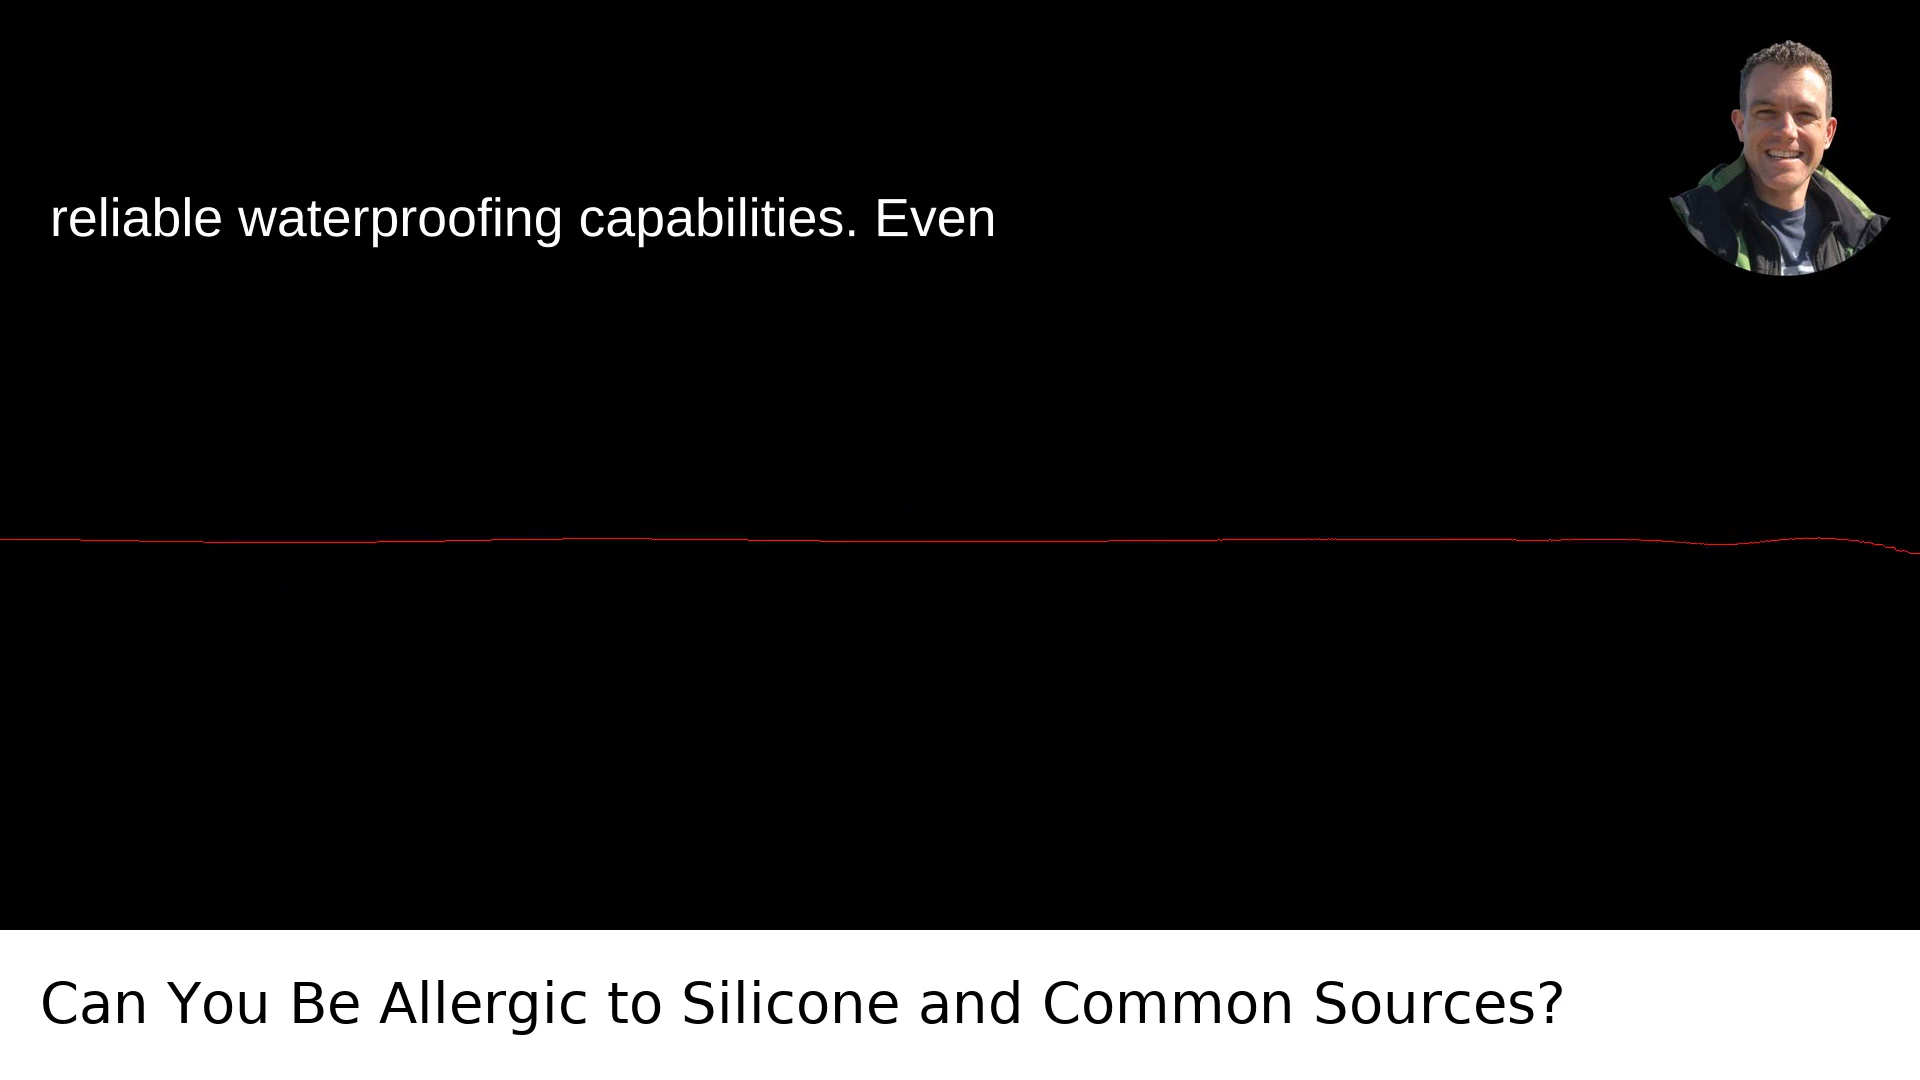 reliable waterproofing capabilities. Even
Can You Be Allergic to Silicone and Common Sources?